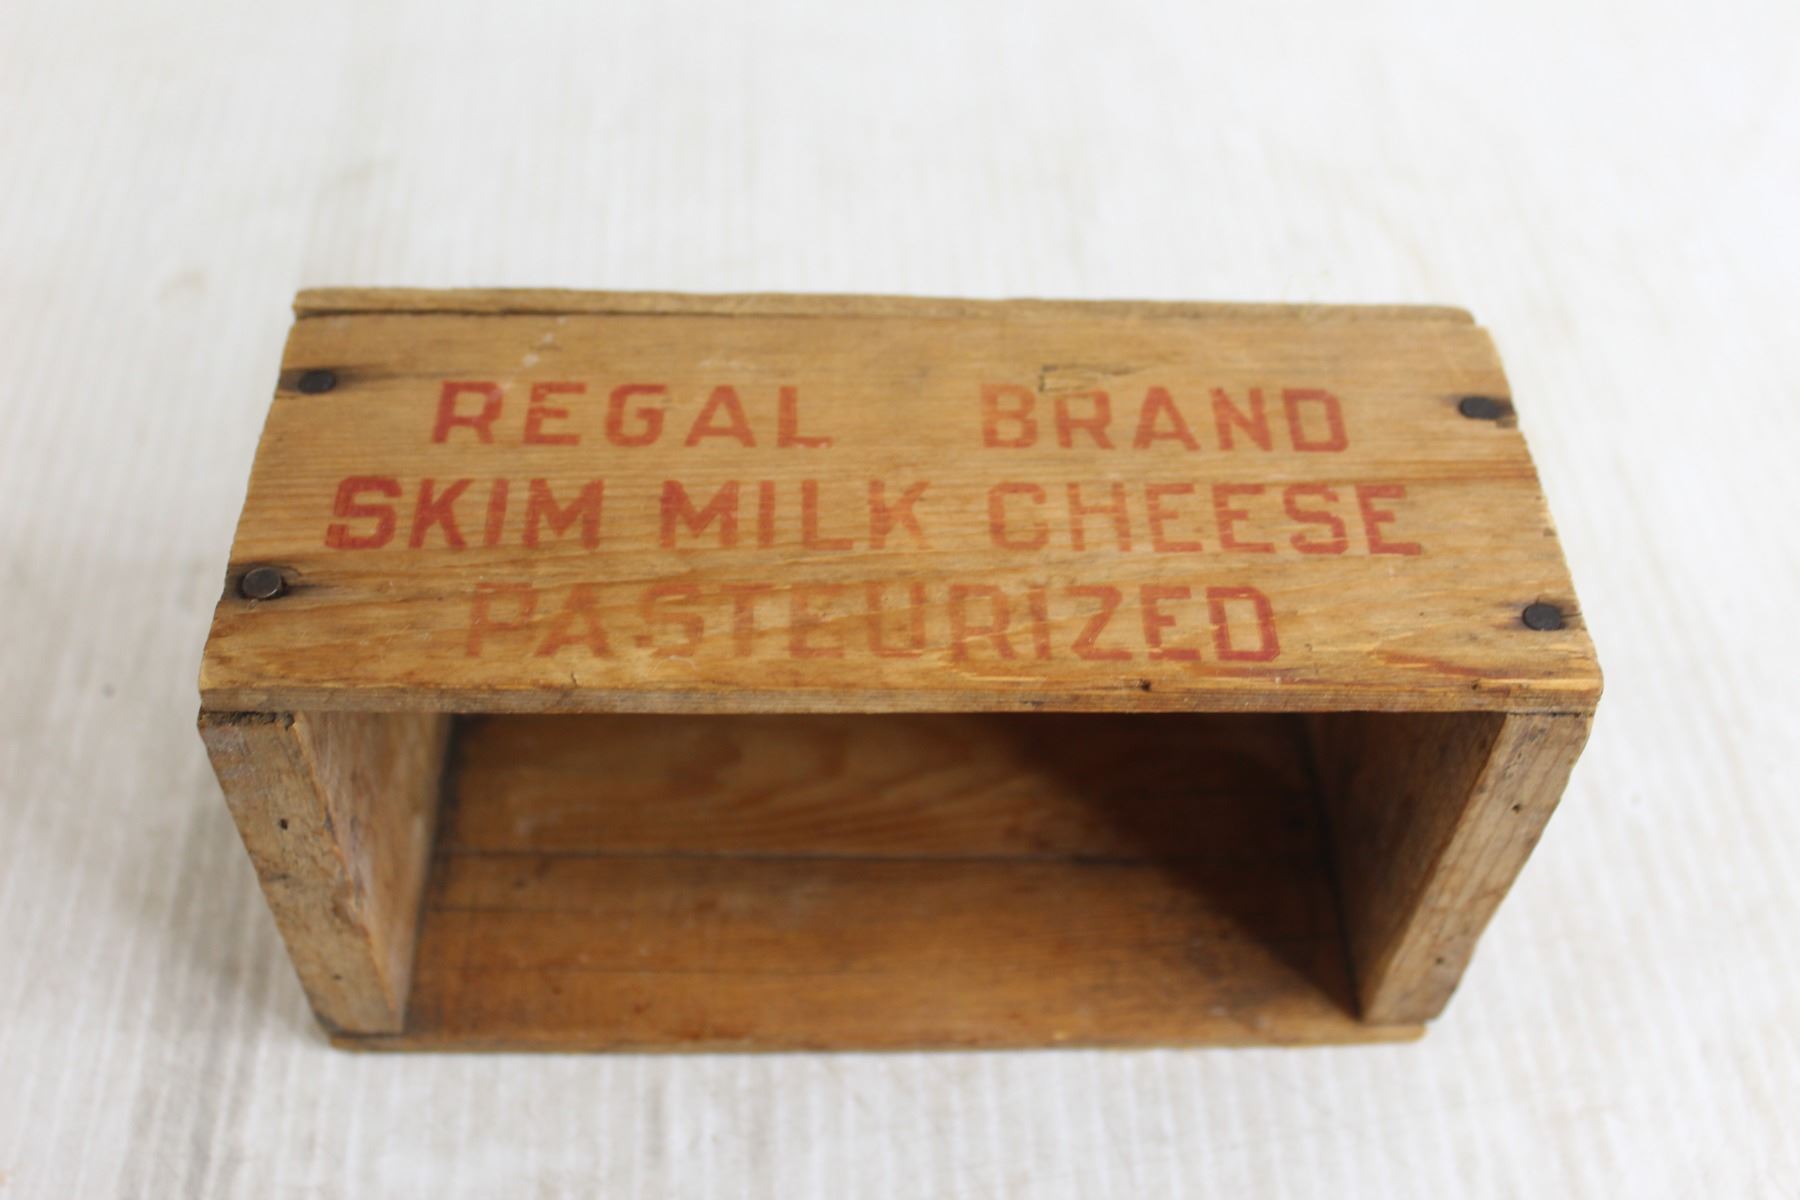 REGAL BRAND
SKIM MILK CHEESE
PASTEURIZED